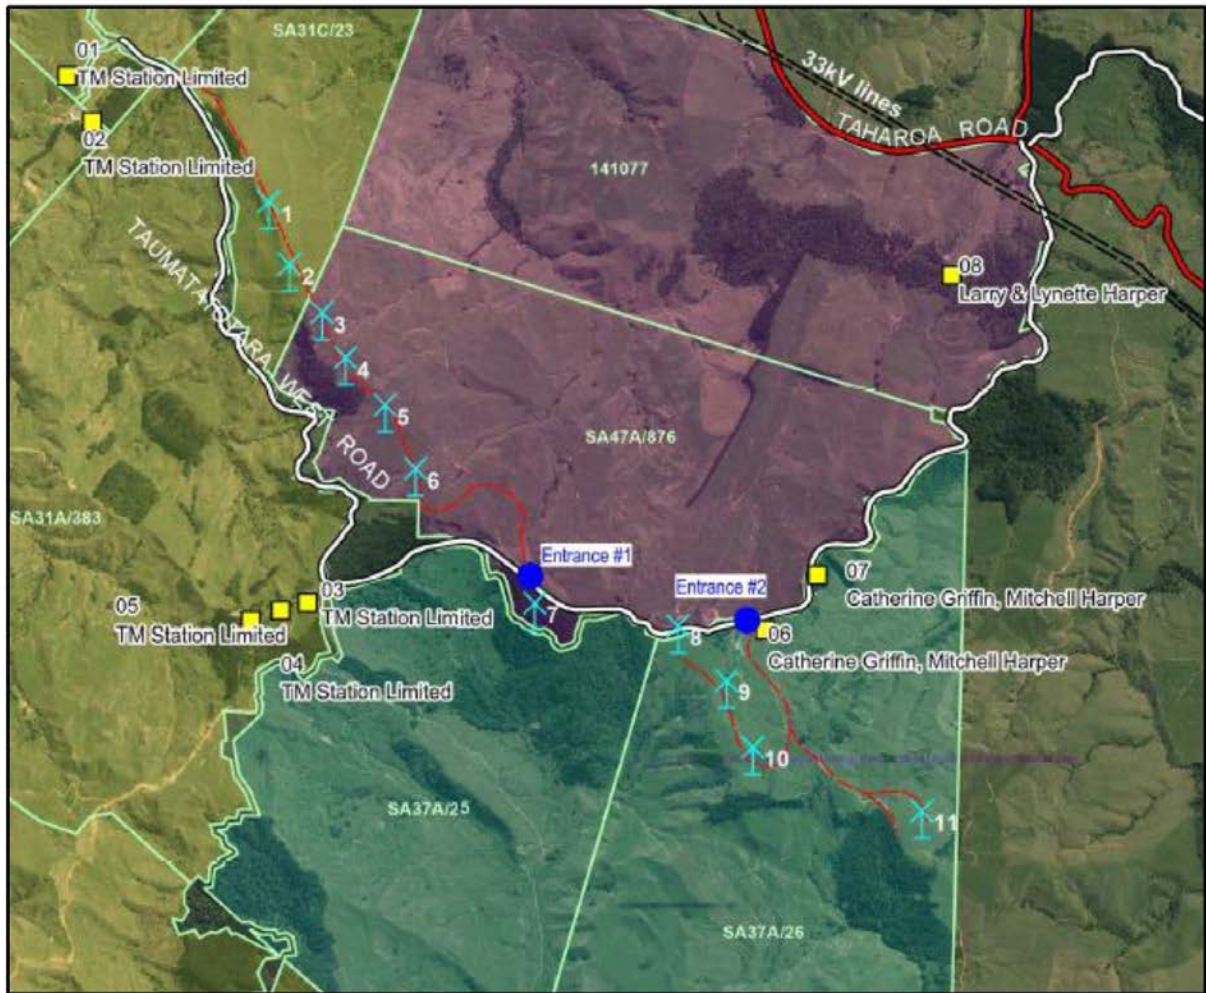 SA31C/23
01
TM Station Limited
02
TM Station Limited
33kV lines
TAHAROA ROAD
141077
1
2
3
4
5
6
TAUMATATOTARA WEST ROAD
08
Larry & Lynette Harper
SA47A/876
SA31A/383
Entrance #1
Entrance #2
7
8
07
Catherine Griffin, Mitchell Harper
06
Catherine Griffin, Mitchell Harper
03
TM Station Limited
05
TM Station Limited
04
TM Station Limited
9
10
11
SA37A/25
SA37A/26